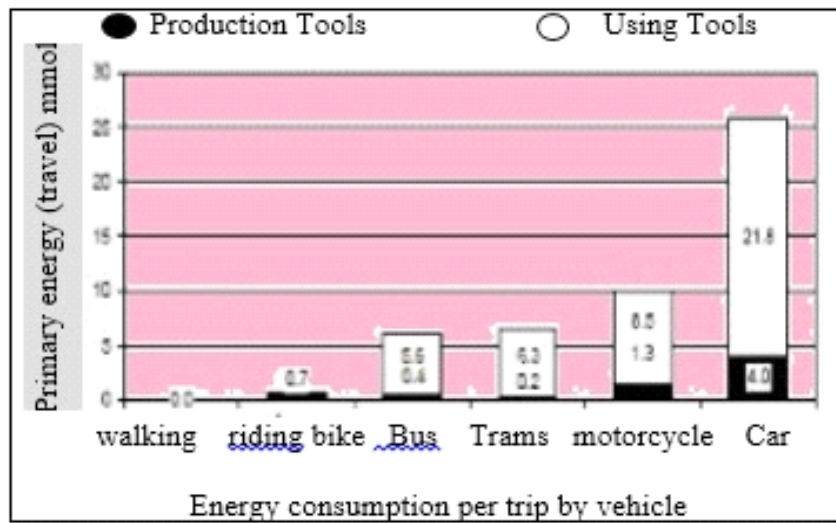 Production Tools Using Tools
Primary energy (travel) mmol
30
25
20
15
10
5
0
21.8
8.5
5.6 6.3 1.3
0.0 0.7 0.4 0.2 4.0
walking riding bike Bus Trams motorcycle Car
Energy consumption per trip by vehicle